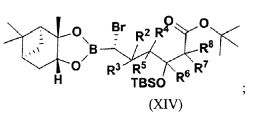 Br R² R⁴ O O
O B O H
R³ R⁵ R⁶ R⁷ R⁸
TBSO
(XIV) ;